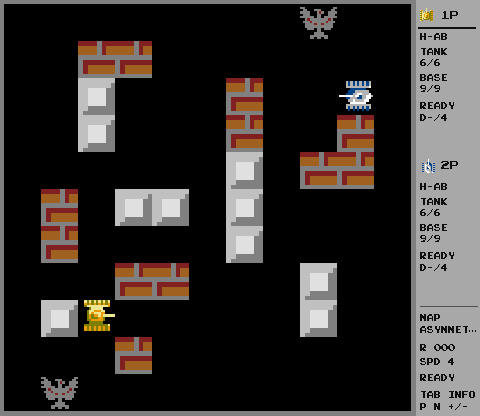 1P
H-AB
TANK
6/6
BASE
9/9
READY
D-/4
2P
H-AB
TANK
6/6
BASE
9/9
READY
D-/4
MAP
ASYMMET…
R 000
SPD 4
READY
TAB INFO
P N +/-